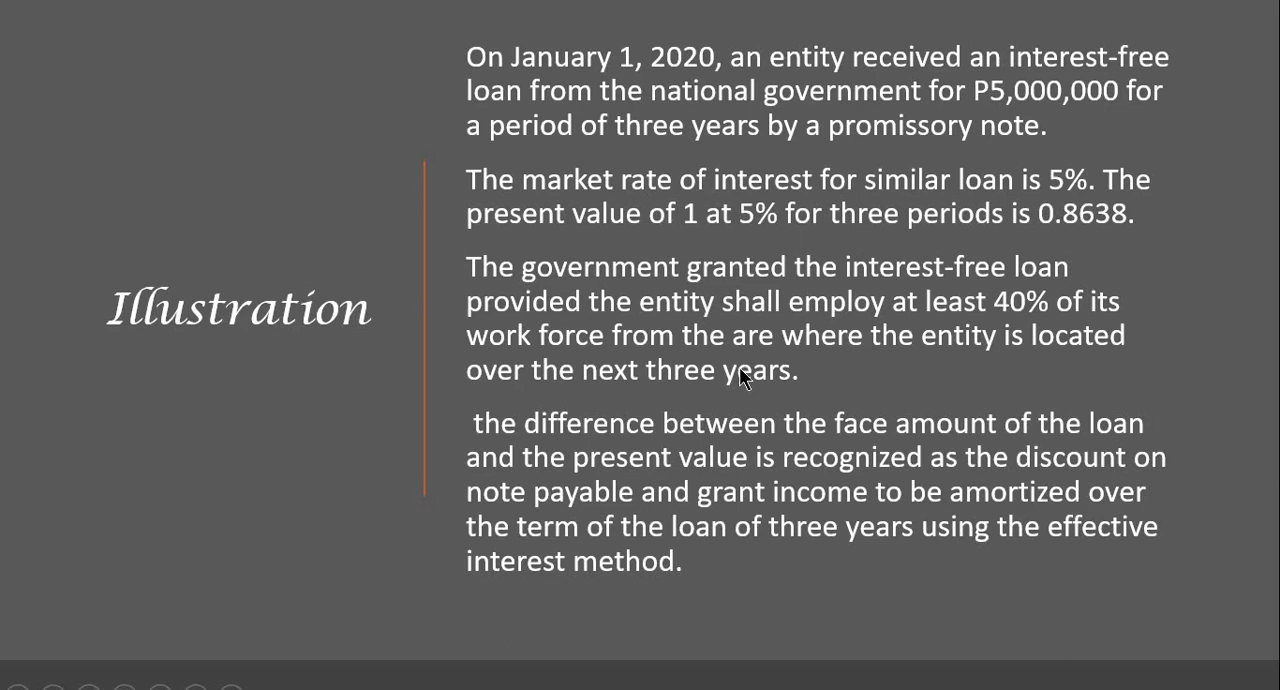 On January 1, 2020, an entity received an interest-free
loan from the national government for P5,000,000 for
a period of three years by a promissory note.
The market rate of interest for similar loan is 5%. The
present value of 1 at 5% for three periods is 0.8638.
Illustration
The government granted the interest-free loan
provided the entity shall employ at least 40% of its
work force from the are where the entity is located
over the next three years.
the difference between the face amount of the loan
and the present value is recognized as the discount on
note payable and grant income to be amortized over
the term of the loan of three years using the effective
interest method.